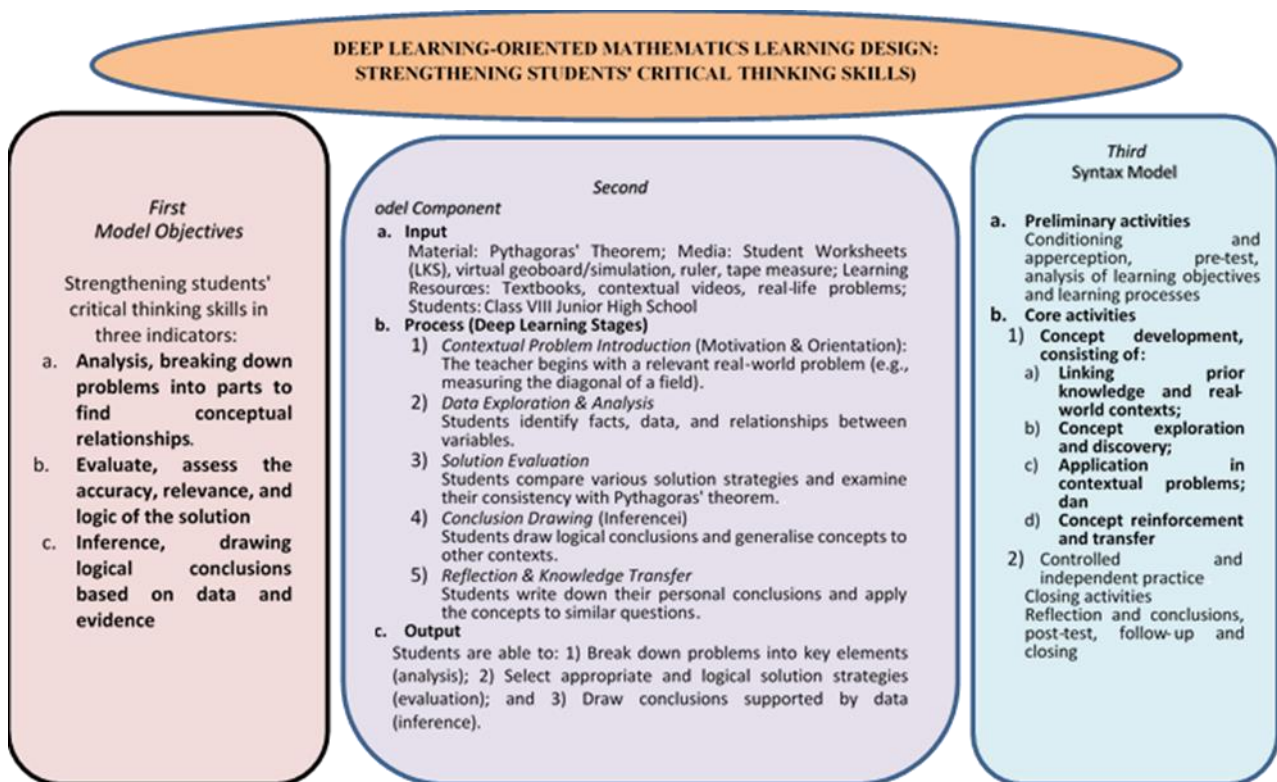 DEEP LEARNING-ORIENTED MATHEMATICS LEARNING DESIGN:
STRENGTHENING STUDENTS' CRITICAL THINKING SKILLS)
First
Model Objectives
Strengthening students'
critical thinking skills in
three indicators:
a. Analysis, breaking down
problems into parts to
find conceptual
relationships.
b. Evaluate, assess the
accuracy, relevance, and
logic of the solution
c. Inference, drawing
logical conclusions
based on data and
evidence
Second
odel Component
a. Input
Material: Pythagoras' Theorem; Media: Student Worksheets
(LKS), virtual geoboard/simulation, ruler, tape measure; Learning
Resources: Textbooks, contextual videos, real-life problems;
Students: Class VIII Junior High School
b. Process (Deep Learning Stages)
1) Contextual Problem Introduction (Motivation & Orientation):
The teacher begins with a relevant real-world problem (e.g.,
measuring the diagonal of a field).
2) Data Exploration & Analysis
Students identify facts, data, and relationships between
variables.
3) Solution Evaluation
Students compare various solution strategies and examine
their consistency with Pythagoras' theorem.
4) Conclusion Drawing (Inferencei)
Students draw logical conclusions and generalise concepts to
other contexts.
5) Reflection & Knowledge Transfer
Students write down their personal conclusions and apply
the concepts to similar questions.
c. Output
Students are able to: 1) Break down problems into key elements
(analysis); 2) Select appropriate and logical solution strategies
(evaluation); and 3) Draw conclusions supported by data
(inference).
Third
Syntax Model
a. Preliminary activities
Conditioning and
apperception, pre-test,
analysis of learning objectives
and learning processes
b. Core activities
1) Concept development,
consisting of:
a) Linking prior
knowledge and real-
world contexts;
b) Concept exploration
and discovery;
c) Application in
contextual problems;
dan
d) Concept reinforcement
and transfer
2) Controlled and
independent practice
Closing activities
Reflection and conclusions,
post-test, follow-up and
closing